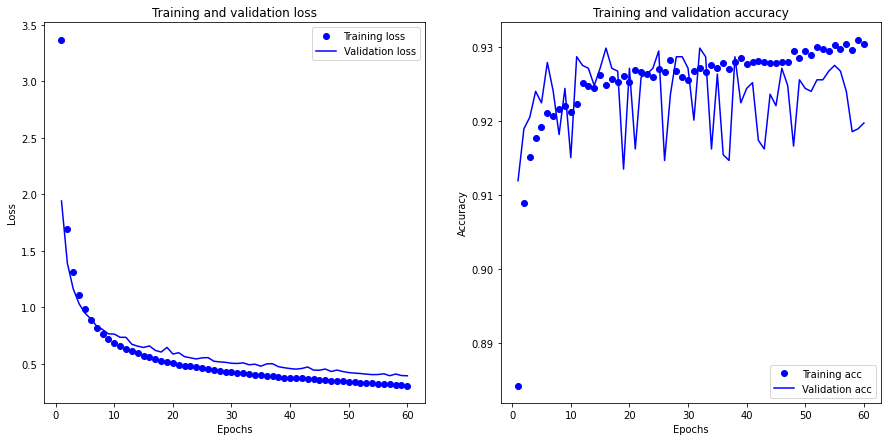 Training and validation loss
3.5
3.0
2.5
2.0
1.5
1.0
0.5
Loss
0
10
20
30
40
50
60
Epochs
Training loss
Validation loss
Training and validation accuracy
0.93
0.92
0.91
0.90
0.89
Accuracy
0
10
20
30
40
50
60
Epochs
Training acc
Validation acc